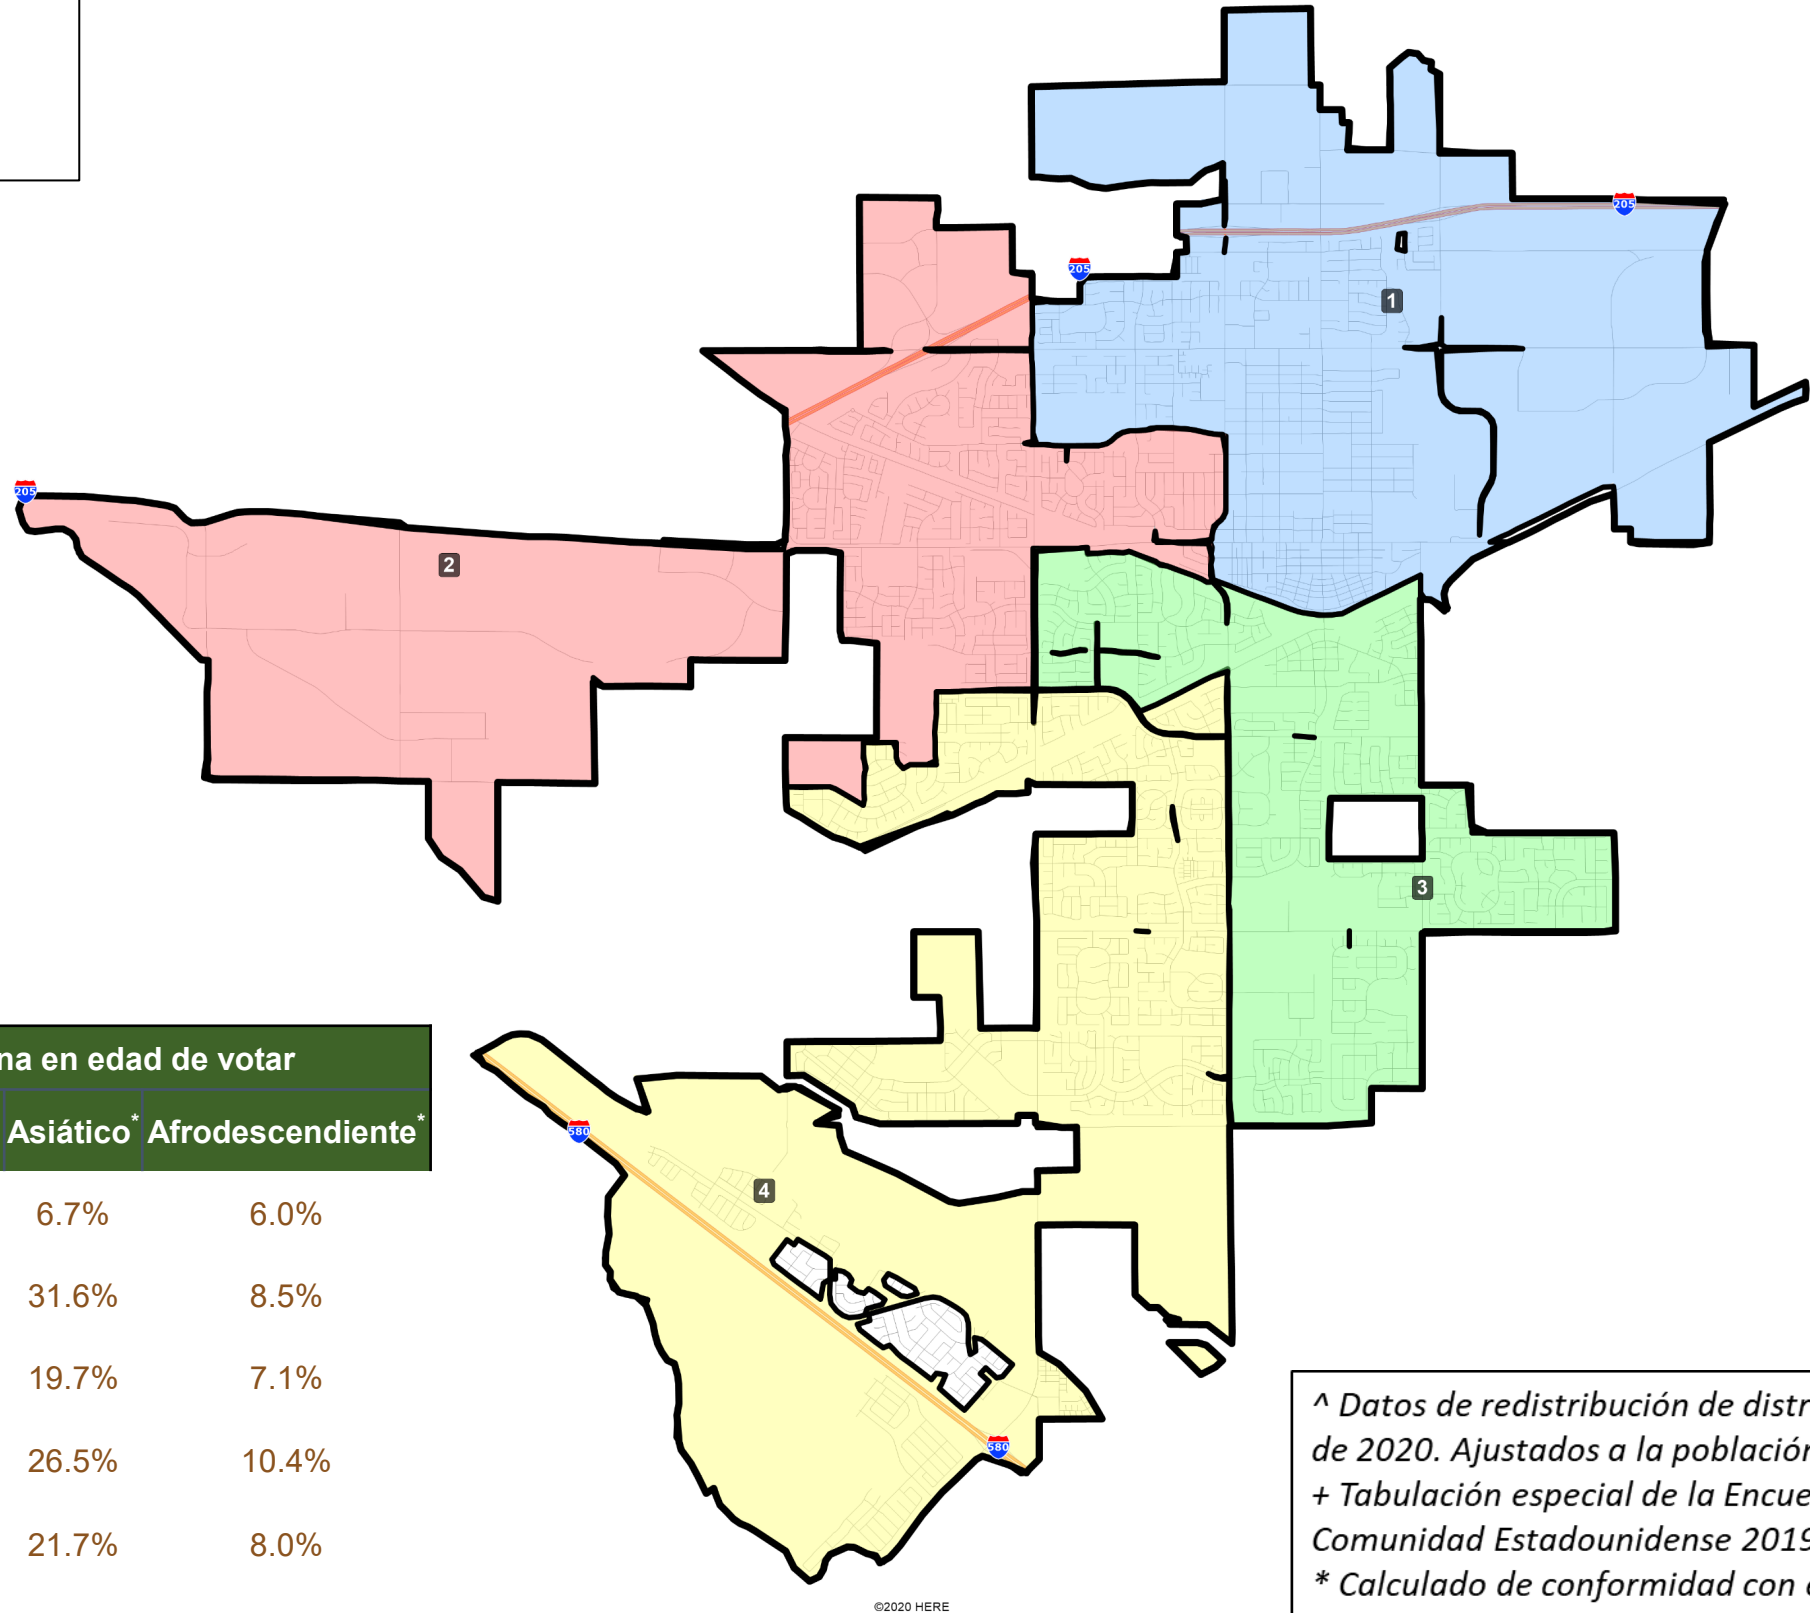 205
205
1
205
2
3
na en edad de votar
Asiático* Afrodescendiente*
580
4
6.7% 6.0%
31.6% 8.5%
19.7% 7.1%
26.5% 10.4%
21.7% 8.0%
580
^ Datos de redistribución de distr
de 2020. Ajustados a la población
+ Tabulación especial de la Encue
Comunidad Estadounidense 2019
* Calculado de conformidad con
©2020 HERE